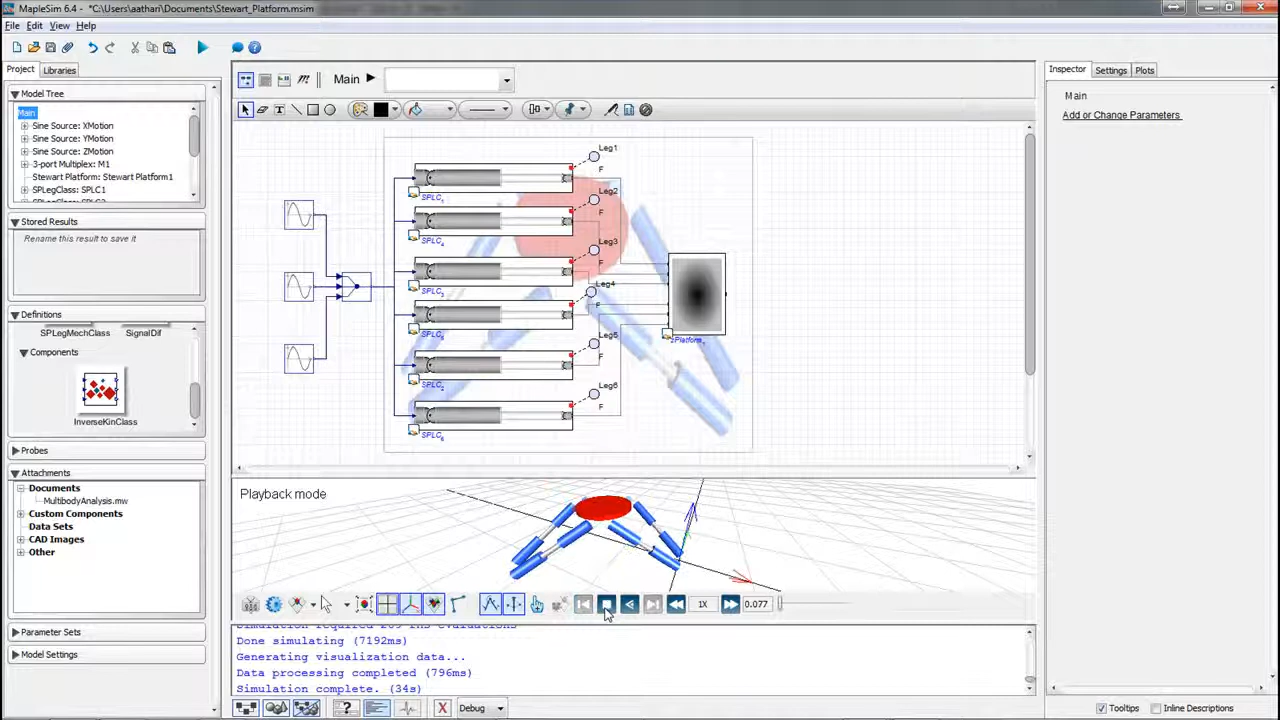 MapleSim 6.4 - *C:\Users\aathari\Documents\Stewart_Platform.msim
File Edit View Help
Project Libraries
Main
Inspector Settings Plots
Model Tree
Main
Sine Source: XMotion
Sine Source: YMotion
Sine Source: ZMotion
3-port Multiplex: M1
Stewart Platform: Stewart Platform1
SPLegClass: SPLC1
Main
Add or Change Parameters
Stored Results
Rename this result to save it
Definitions
SPLegMechClass SignalDif
Components
InverseKinClass
Probes
Attachments
Documents
MultibodyAnalysis.mw
Custom Components
Data Sets
CAD Images
Other
Parameter Sets
Model Settings
Leg1
F
SPLC1
Leg2
F
SPLC4
Leg3
F
SPLC3
Leg4
F
Leg5
F
SPLC2
Leg6
F
SPLC6
Playback mode
1X 0.077
Done simulating (7192ms)
Generating visualization data...
Data processing completed (796ms)
Simulation complete. (34s)
Debug
Tooltips Inline Descriptions